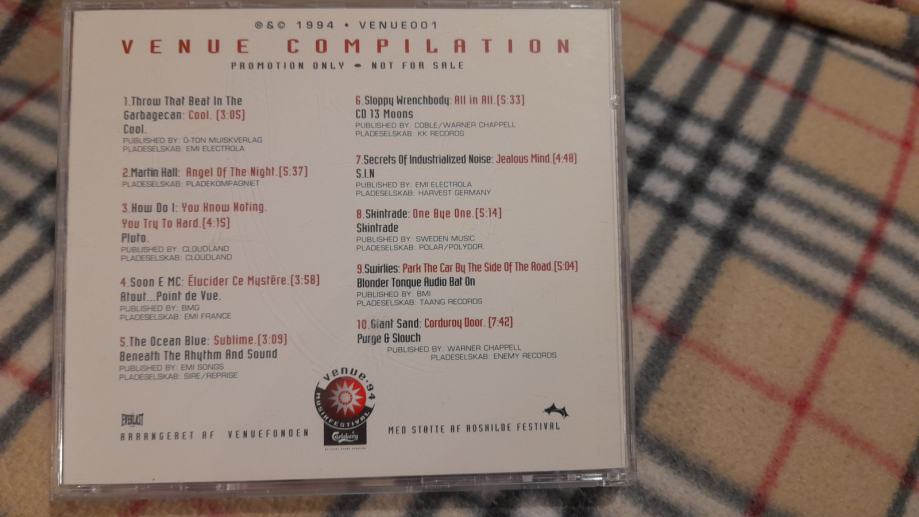 ℗&© 1994 • VENUE001
VENUE COMPILATION
PROMOTION ONLY - NOT FOR SALE
1.Throw That Beat In The
Garbagecan: Cool. [3:05]
Cool.
PUBLISHED BY: D-TON MUISKVERLAG
PLADESELSKAB: EMI ELECTROLA
2.Martin Hall: Angel Of The Night.[5:37]
PLADESELSKAB: PLADEKOMPAGNIET
3.How Do I: You Know Noting.
You Try To Hard.[4:15]
Pluto.
PUBLISHED BY: CLOUDLAND
PLADESELSKAB: CLOUDLAND
4.Soon E MC: Élucider Ce Mystère.[3:58]
Atout...Point de Vue.
PUBLISHED BY: BMG
PLADESELSKAB: EMI FRANCE
5.The Ocean Blue: Sublime.[3:09]
Beneath The Rhythm And Sound
PUBLISHED BY: EMI SONGS
PLADESELSKAB: SIRE/REPRISE
6.Sloppy Wrenchbody: All in All.[5:33]
CD 13 Moons
PUBLISHED BY: COBLE/WARNER CHAPPELL
PLADESELSKAB: KK RECORDS
7.Secrets Of Industrialized Noise: Jealous Mind.[4:48]
S.I.N
PUBLISHED BY: EMI ELECTROLA
PLADESELSKAB: HARVEST GERMANY
8.Skintrade: One Bye One.[5:14]
Skintrade
PUBLISHED BY: SWEDEN MUSIC
PLADESELSKAB: POLAR/POLYDOR.
9.Swirlies: Park The Car By The Side Of The Road.[5:04]
Blonder Tonque Audio Bat On
PUBLISHED BY: BMI
PLADESELSKAB: TAANG RECORDS
10.Giant Sand: Corduroy Door. [7:42]
Purge & Slouch
PUBLISHED BY: WARNER CHAPPELL
PLADESELSKAB: ENEMY RECORDS
EVERLAST
ARRANGERET AF VENUEFONDEN
venue·94
MUSIKFESTIVAL
Carlsberg
MED STØTTE AF ROSKILDE FESTIVAL